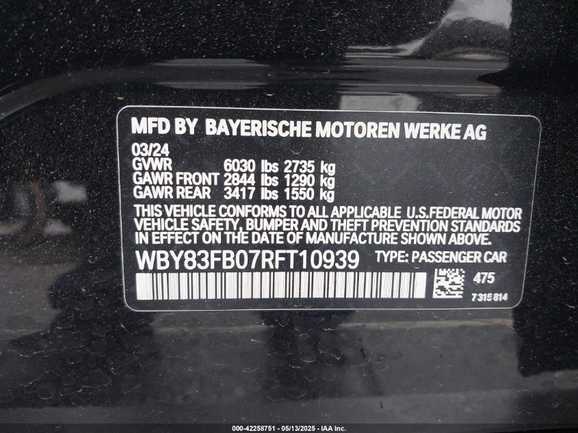 MFD BY BAYERISCHE MOTOREN WERKE AG
03/24
GVWR 6030 lbs 2735 kg
GAWR FRONT 2844 lbs 1290 kg
GAWR REAR 3417 lbs 1550 kg
THIS VEHICLE CONFORMS TO ALL APPLICABLE U.S.FEDERAL MOTOR
VEHICLE SAFETY, BUMPER, AND THEFT PREVENTION STANDARDS
IN EFFECT ON THE DATE OF MANUFACTURE SHOWN ABOVE.
WBY83FB07RFT10939 TYPE: PASSENGER CAR
475
7 315 814
000-42258751 — 05/13/2025 — IAA Inc.